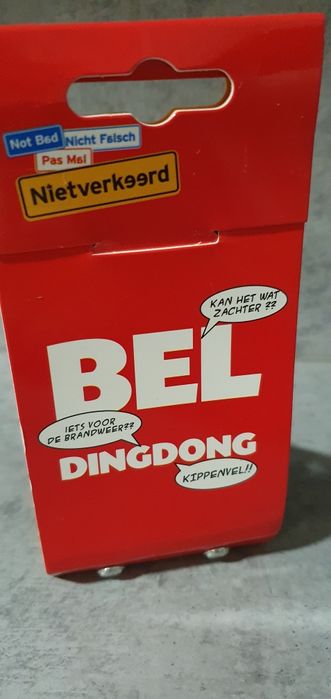 Not Bad
Nicht Falsch
Pas Mal
Nietverkeerd
KAN HET WAT
ZACHTER ??
BEL
IETS VOOR
DE BRANDWEER??
DINGDONG
KIPPENVEL!!